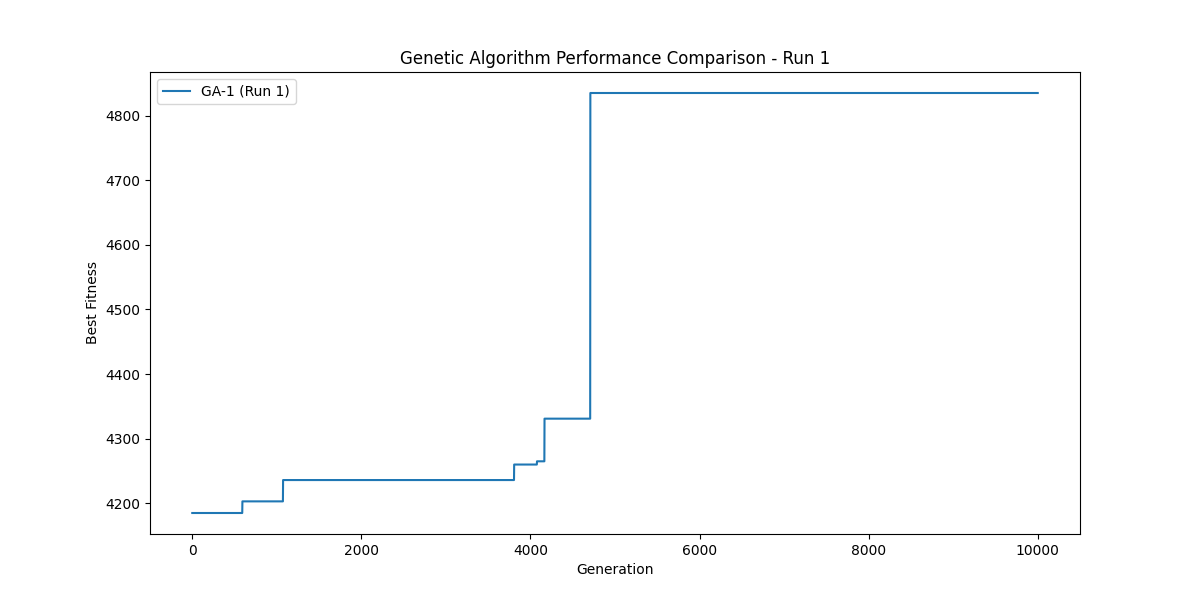 Genetic Algorithm Performance Comparison - Run 1
GA-1 (Run 1)
4800
4700
4600
4500
4400
4300
4200
Best Fitness
0 2000 4000 6000 8000 10000
Generation